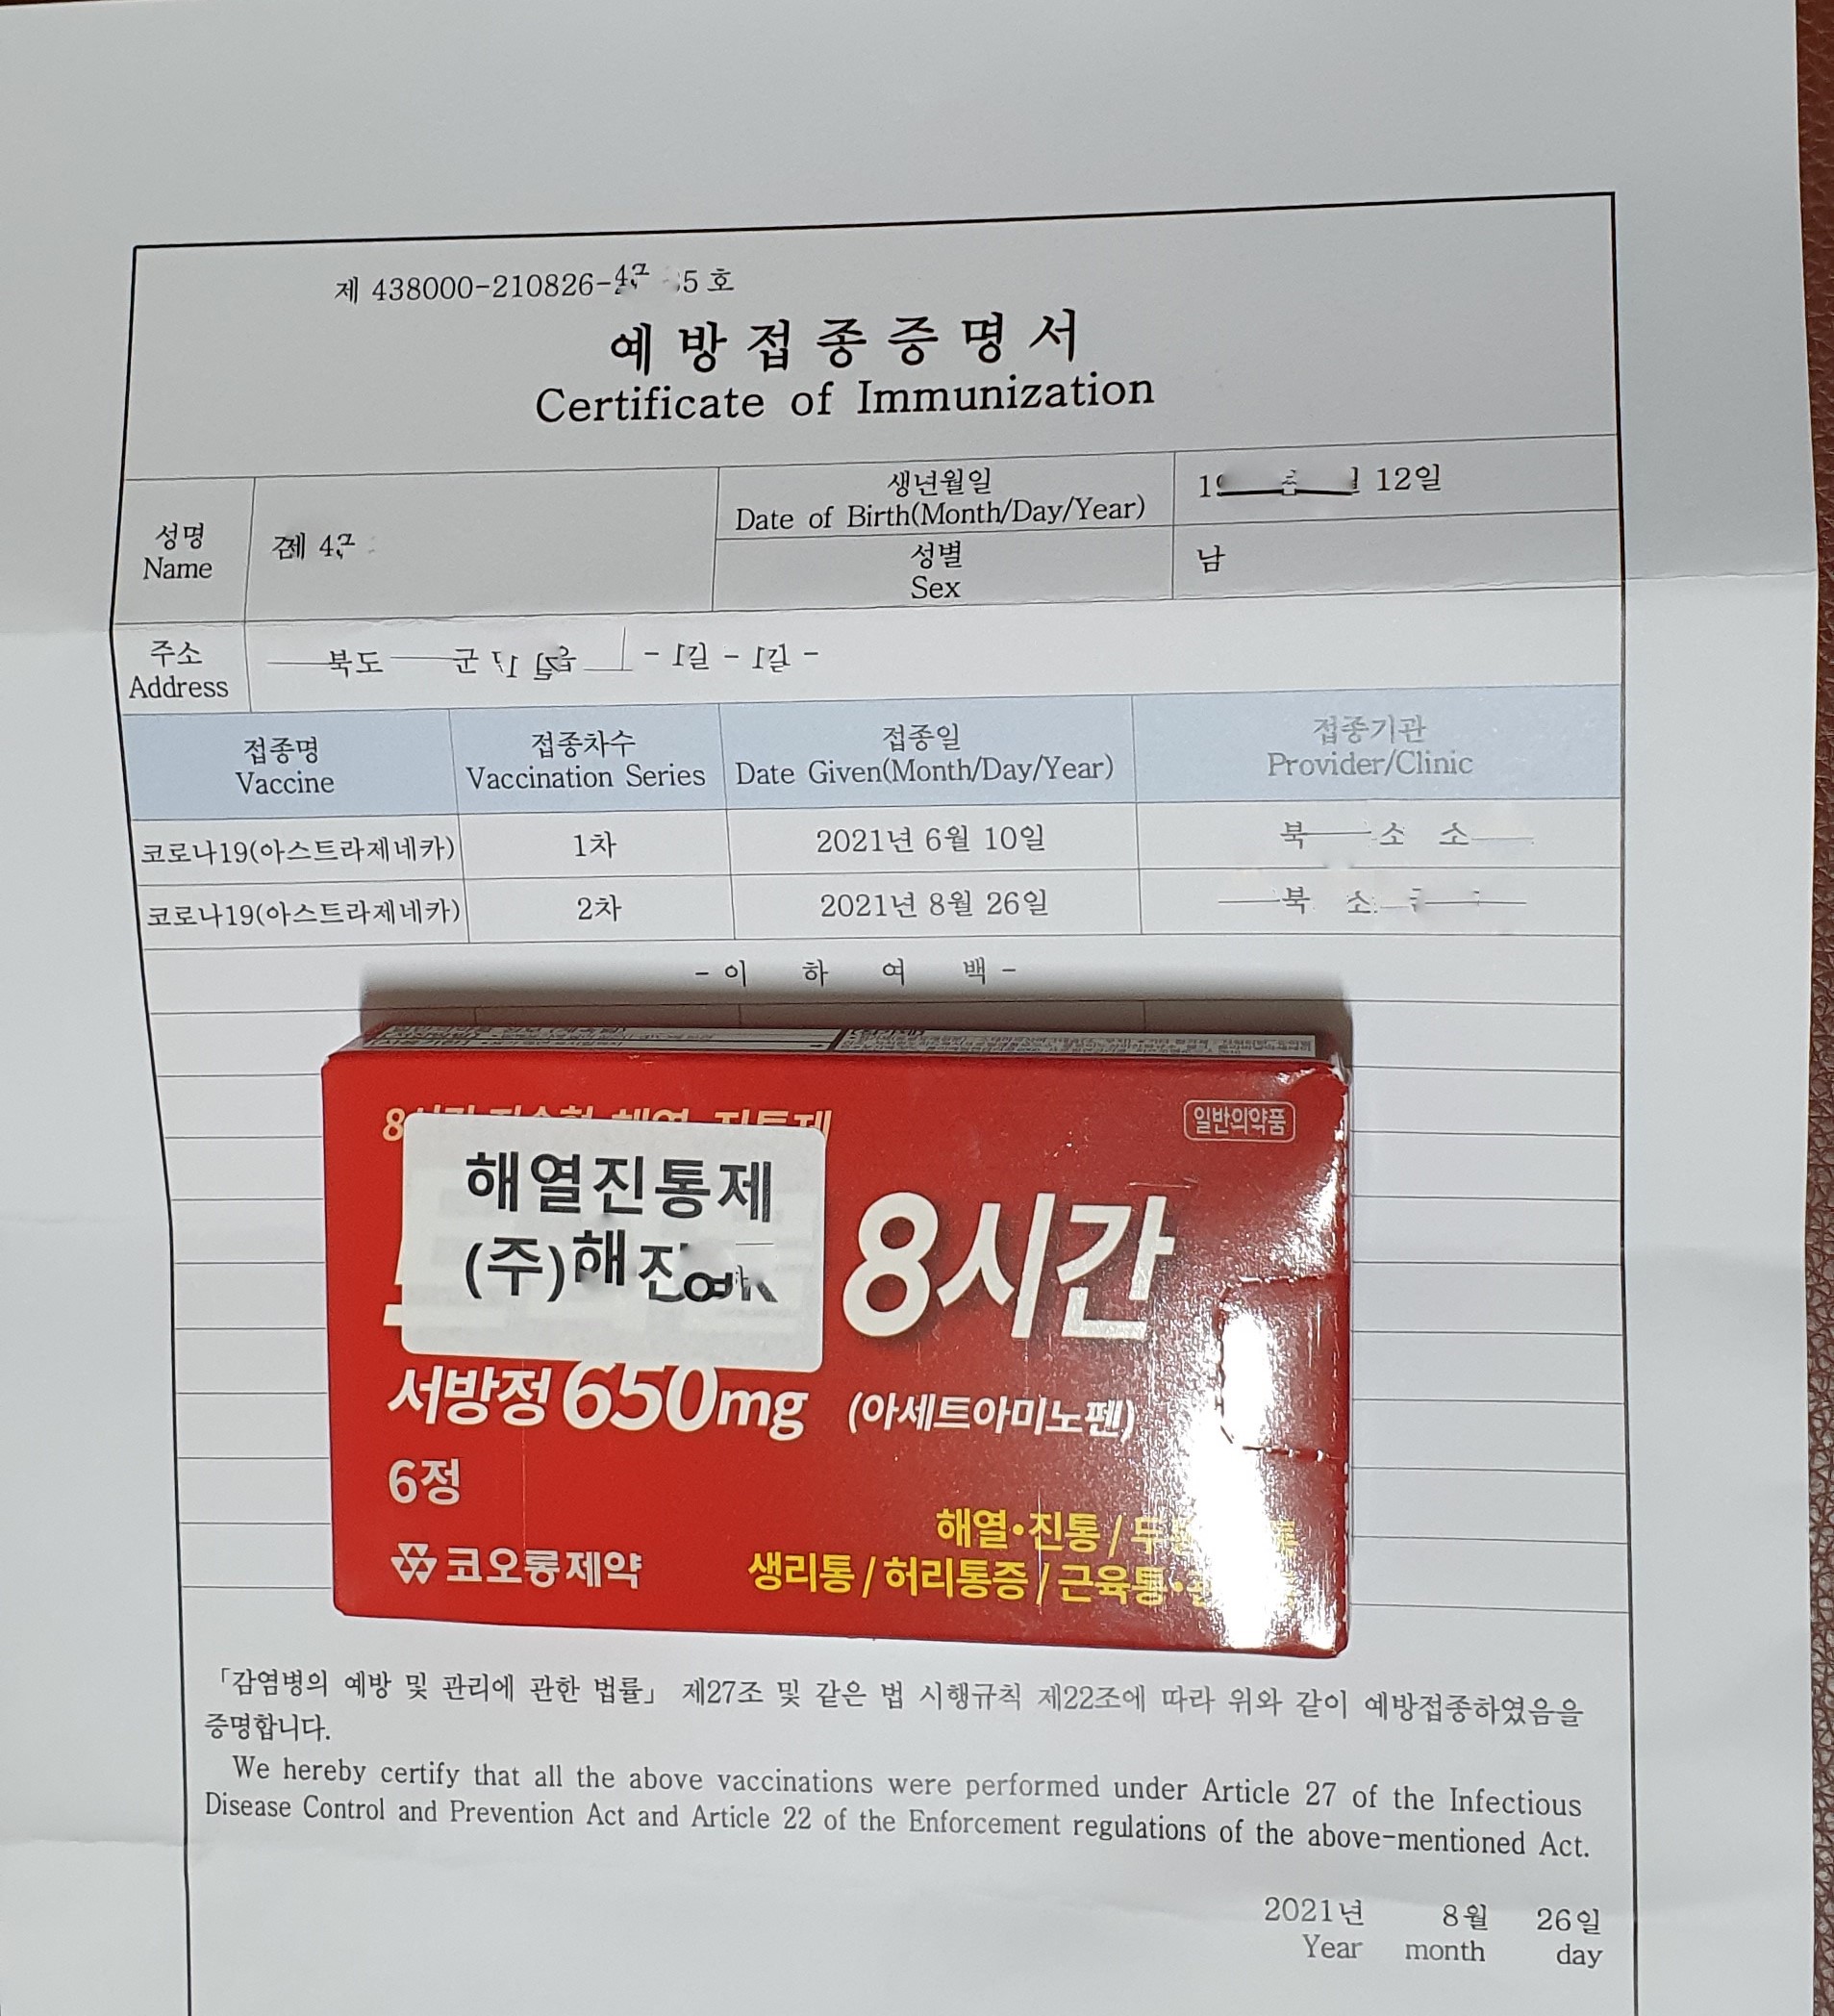 제 438000-210826- 호
예방접종증명서
Certificate of Immunization
성명
Name
생년월일
Date of Birth(Month/Day/Year)
12일
성별
Sex
남
주소
Address
북도 군
접종명
Vaccine
접종차수
Vaccination Series
접종일
Date Given(Month/Day/Year)
접종기관
Provider/Clinic
코로나19(아스트라제네카) 1차 2021년 6월 10일
코로나19(아스트라제네카) 2차 2021년 8월 26일
- 이 하 여 백 -
일반의약품
해열진통제
(주)
8시간
서방정 650mg (아세트아미노펜)
6정
해열•진통 /
생리통 / 허리통증 /
코오롱제약
「감염병의 예방 및 관리에 관한 법률」 제27조 및 같은 법 시행규칙 제22조에 따라 위와 같이 예방접종하였음을
증명합니다.
We hereby certify that all the above vaccinations were performed under Article 27 of the Infectious
Disease Control and Prevention Act and Article 22 of the Enforcement regulations of the above-mentioned Act.
2021년 8월 26일
Year month day